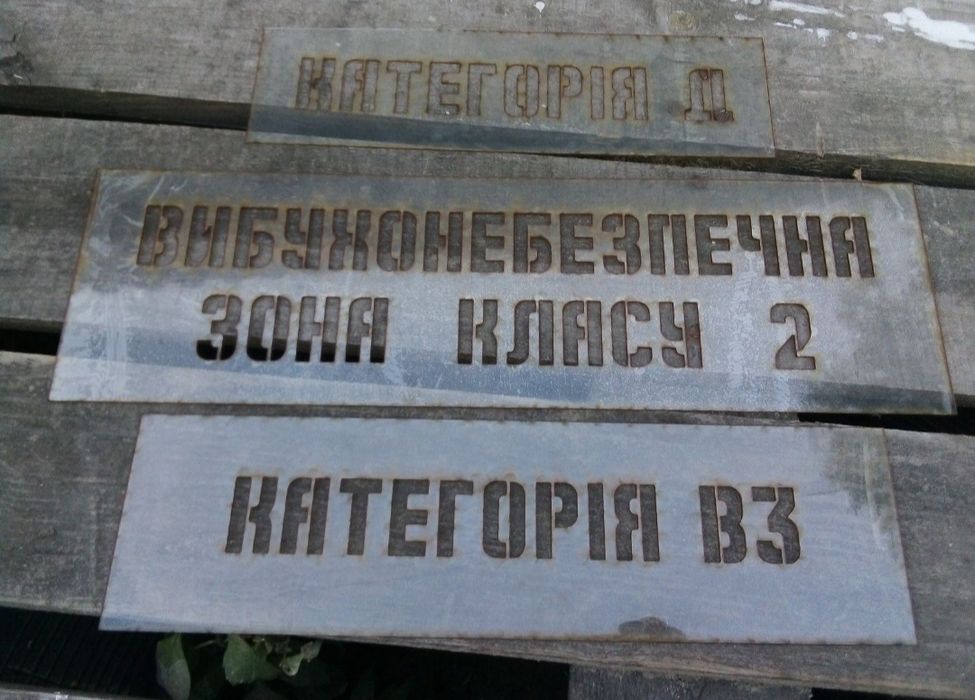 КАТЕГОРІЯ Д
ВИБУХОНЕБЕЗПЕЧНА
ЗОНА КЛАСУ 2
КАТЕГОРІЯ В3